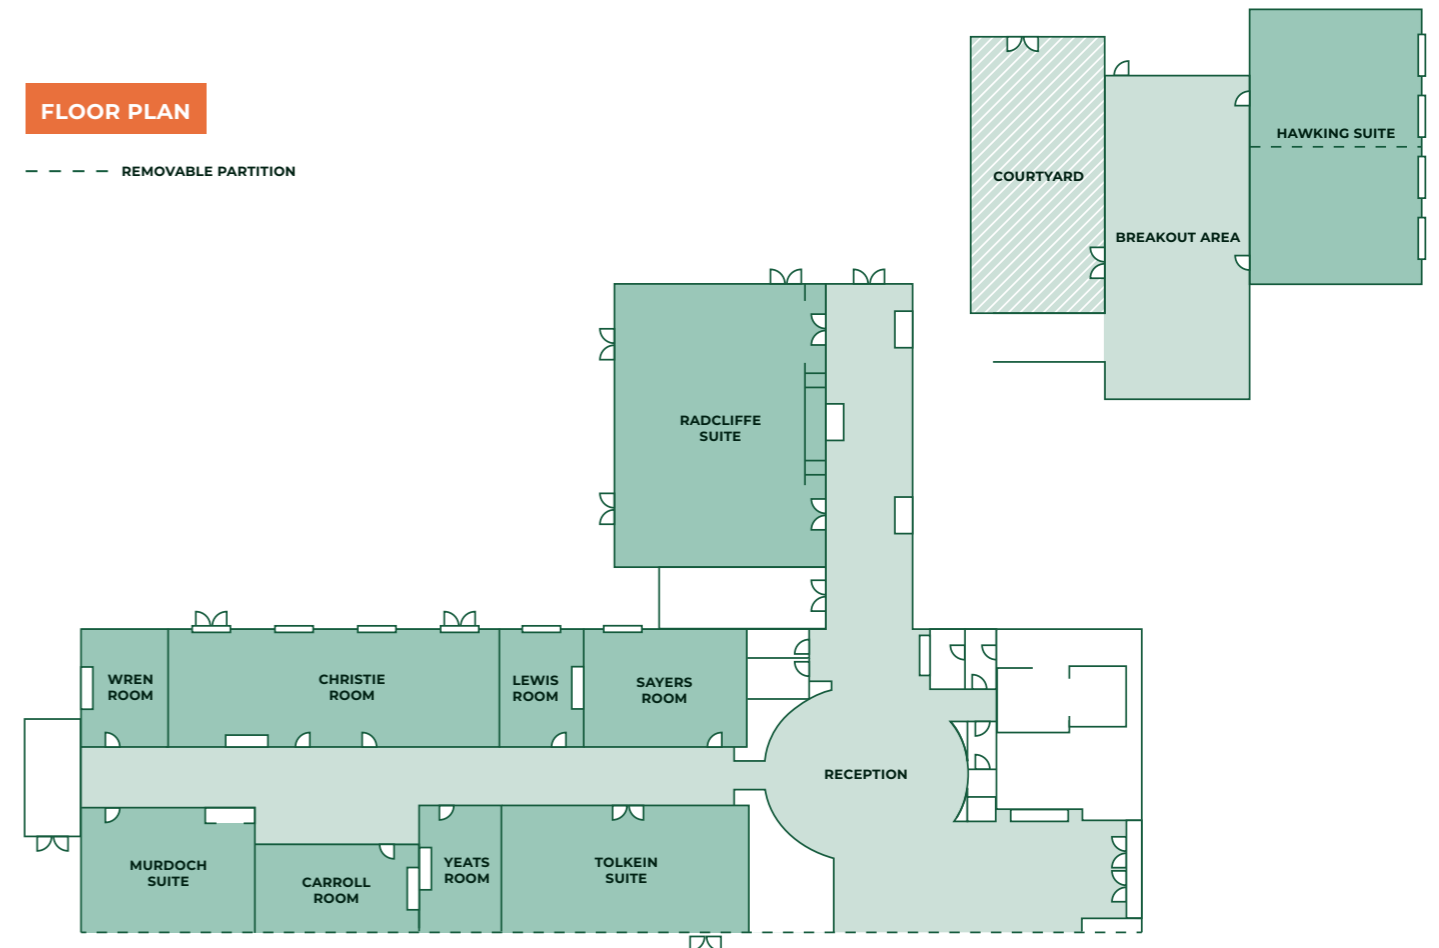 FLOOR PLAN
REMOVABLE PARTITION
HAWKING SUITE
COURTYARD
BREAKOUT AREA
RADCLIFFE
SUITE
WREN
ROOM
CHRISTIE
ROOM
LEWIS
ROOM
SAYERS
ROOM
RECEPTION
MURDOCH
SUITE
CARROLL
ROOM
YEATS
ROOM
TOLKEIN
SUITE